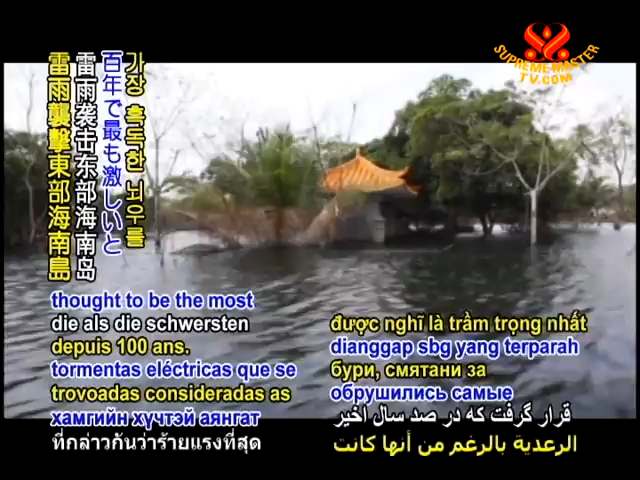 SUPREME MASTER
TV.COM
가장 혹독한 뇌우를
百年で最も激しいと
雷雨袭击东部海南岛
雷雨襲擊東部海南島
thought to be the most
die als die schwersten
depuis 100 ans.
tormentas eléctricas que se
trovoadas consideradas as
хамгийн хүчтэй аянгат
ที่กล่าวกันว่าร้ายแรงที่สุด
được nghĩ là trầm trọng nhất
dianggap sbg yang terparah
бури, смятани за
обрушились самые
قرار گرفت که در صد سال اخیر
الرعدية بالرغم من أنها كانت